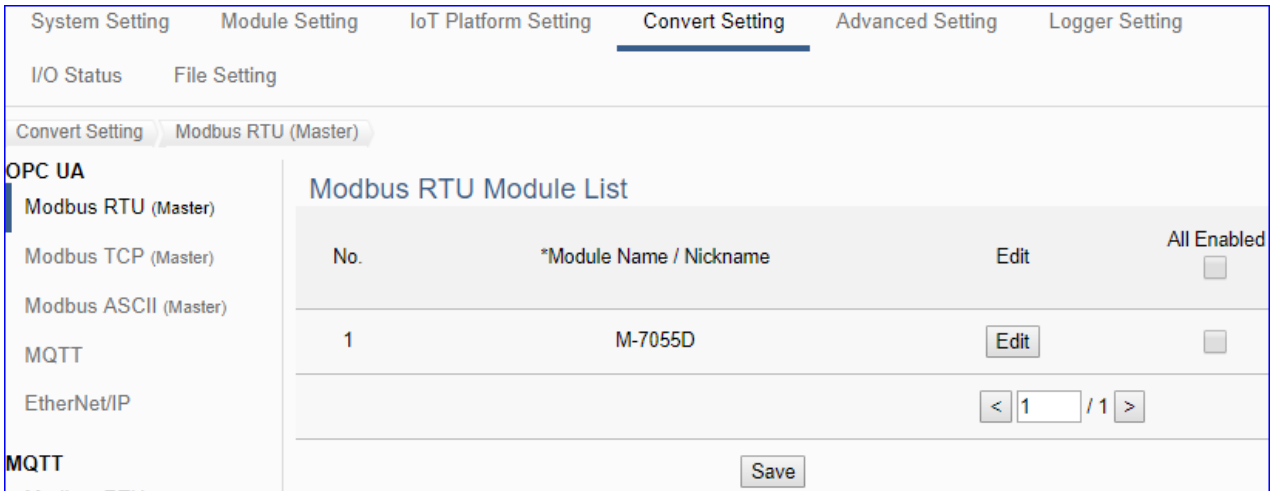 System Setting Module Setting IoT Platform Setting Convert Setting Advanced Setting Logger Setting
I/O Status File Setting
Convert Setting Modbus RTU (Master)
OPC UA
Modbus RTU (Master)
Modbus TCP (Master)
Modbus ASCII (Master)
MQTT
EtherNet/IP
MQTT
Modbus RTU Module List
No. *Module Name / Nickname Edit All Enabled
1 M-7055D Edit
< 1 / 1 >
Save